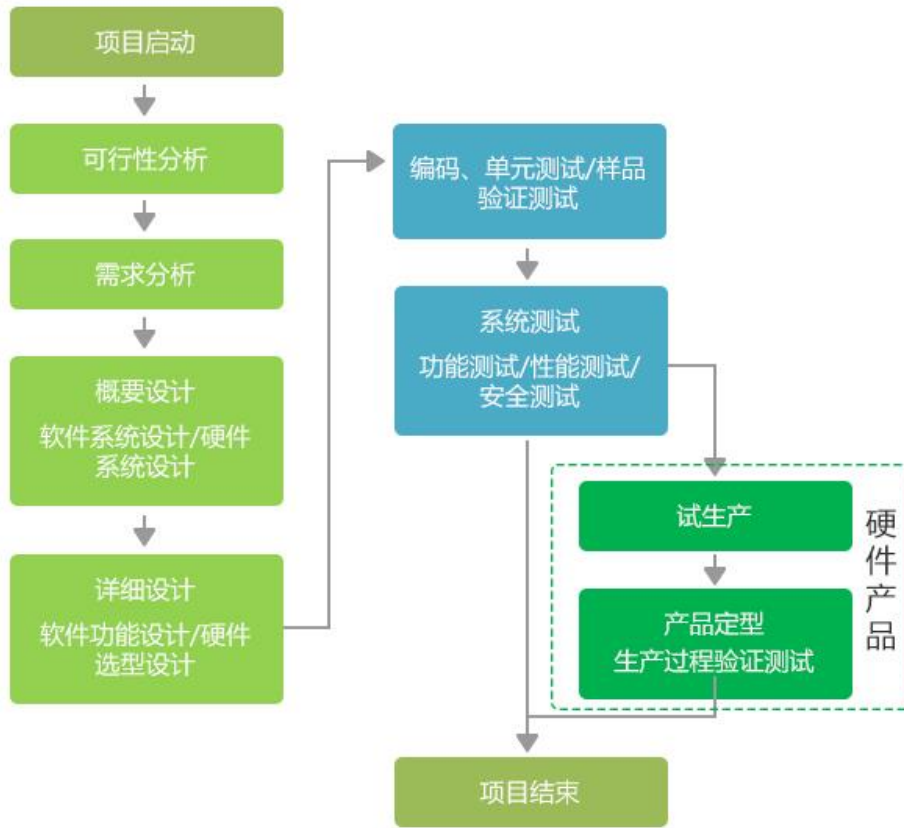 项目启动
可行性分析
需求分析
概要设计
软件系统设计/硬件
系统设计
详细设计
软件功能设计/硬件
选型设计
编码、单元测试/样品
验证测试
系统测试
功能测试/性能测试/
安全测试
试生产
产品定型
生产过程验证测试
硬件产品
项目结束